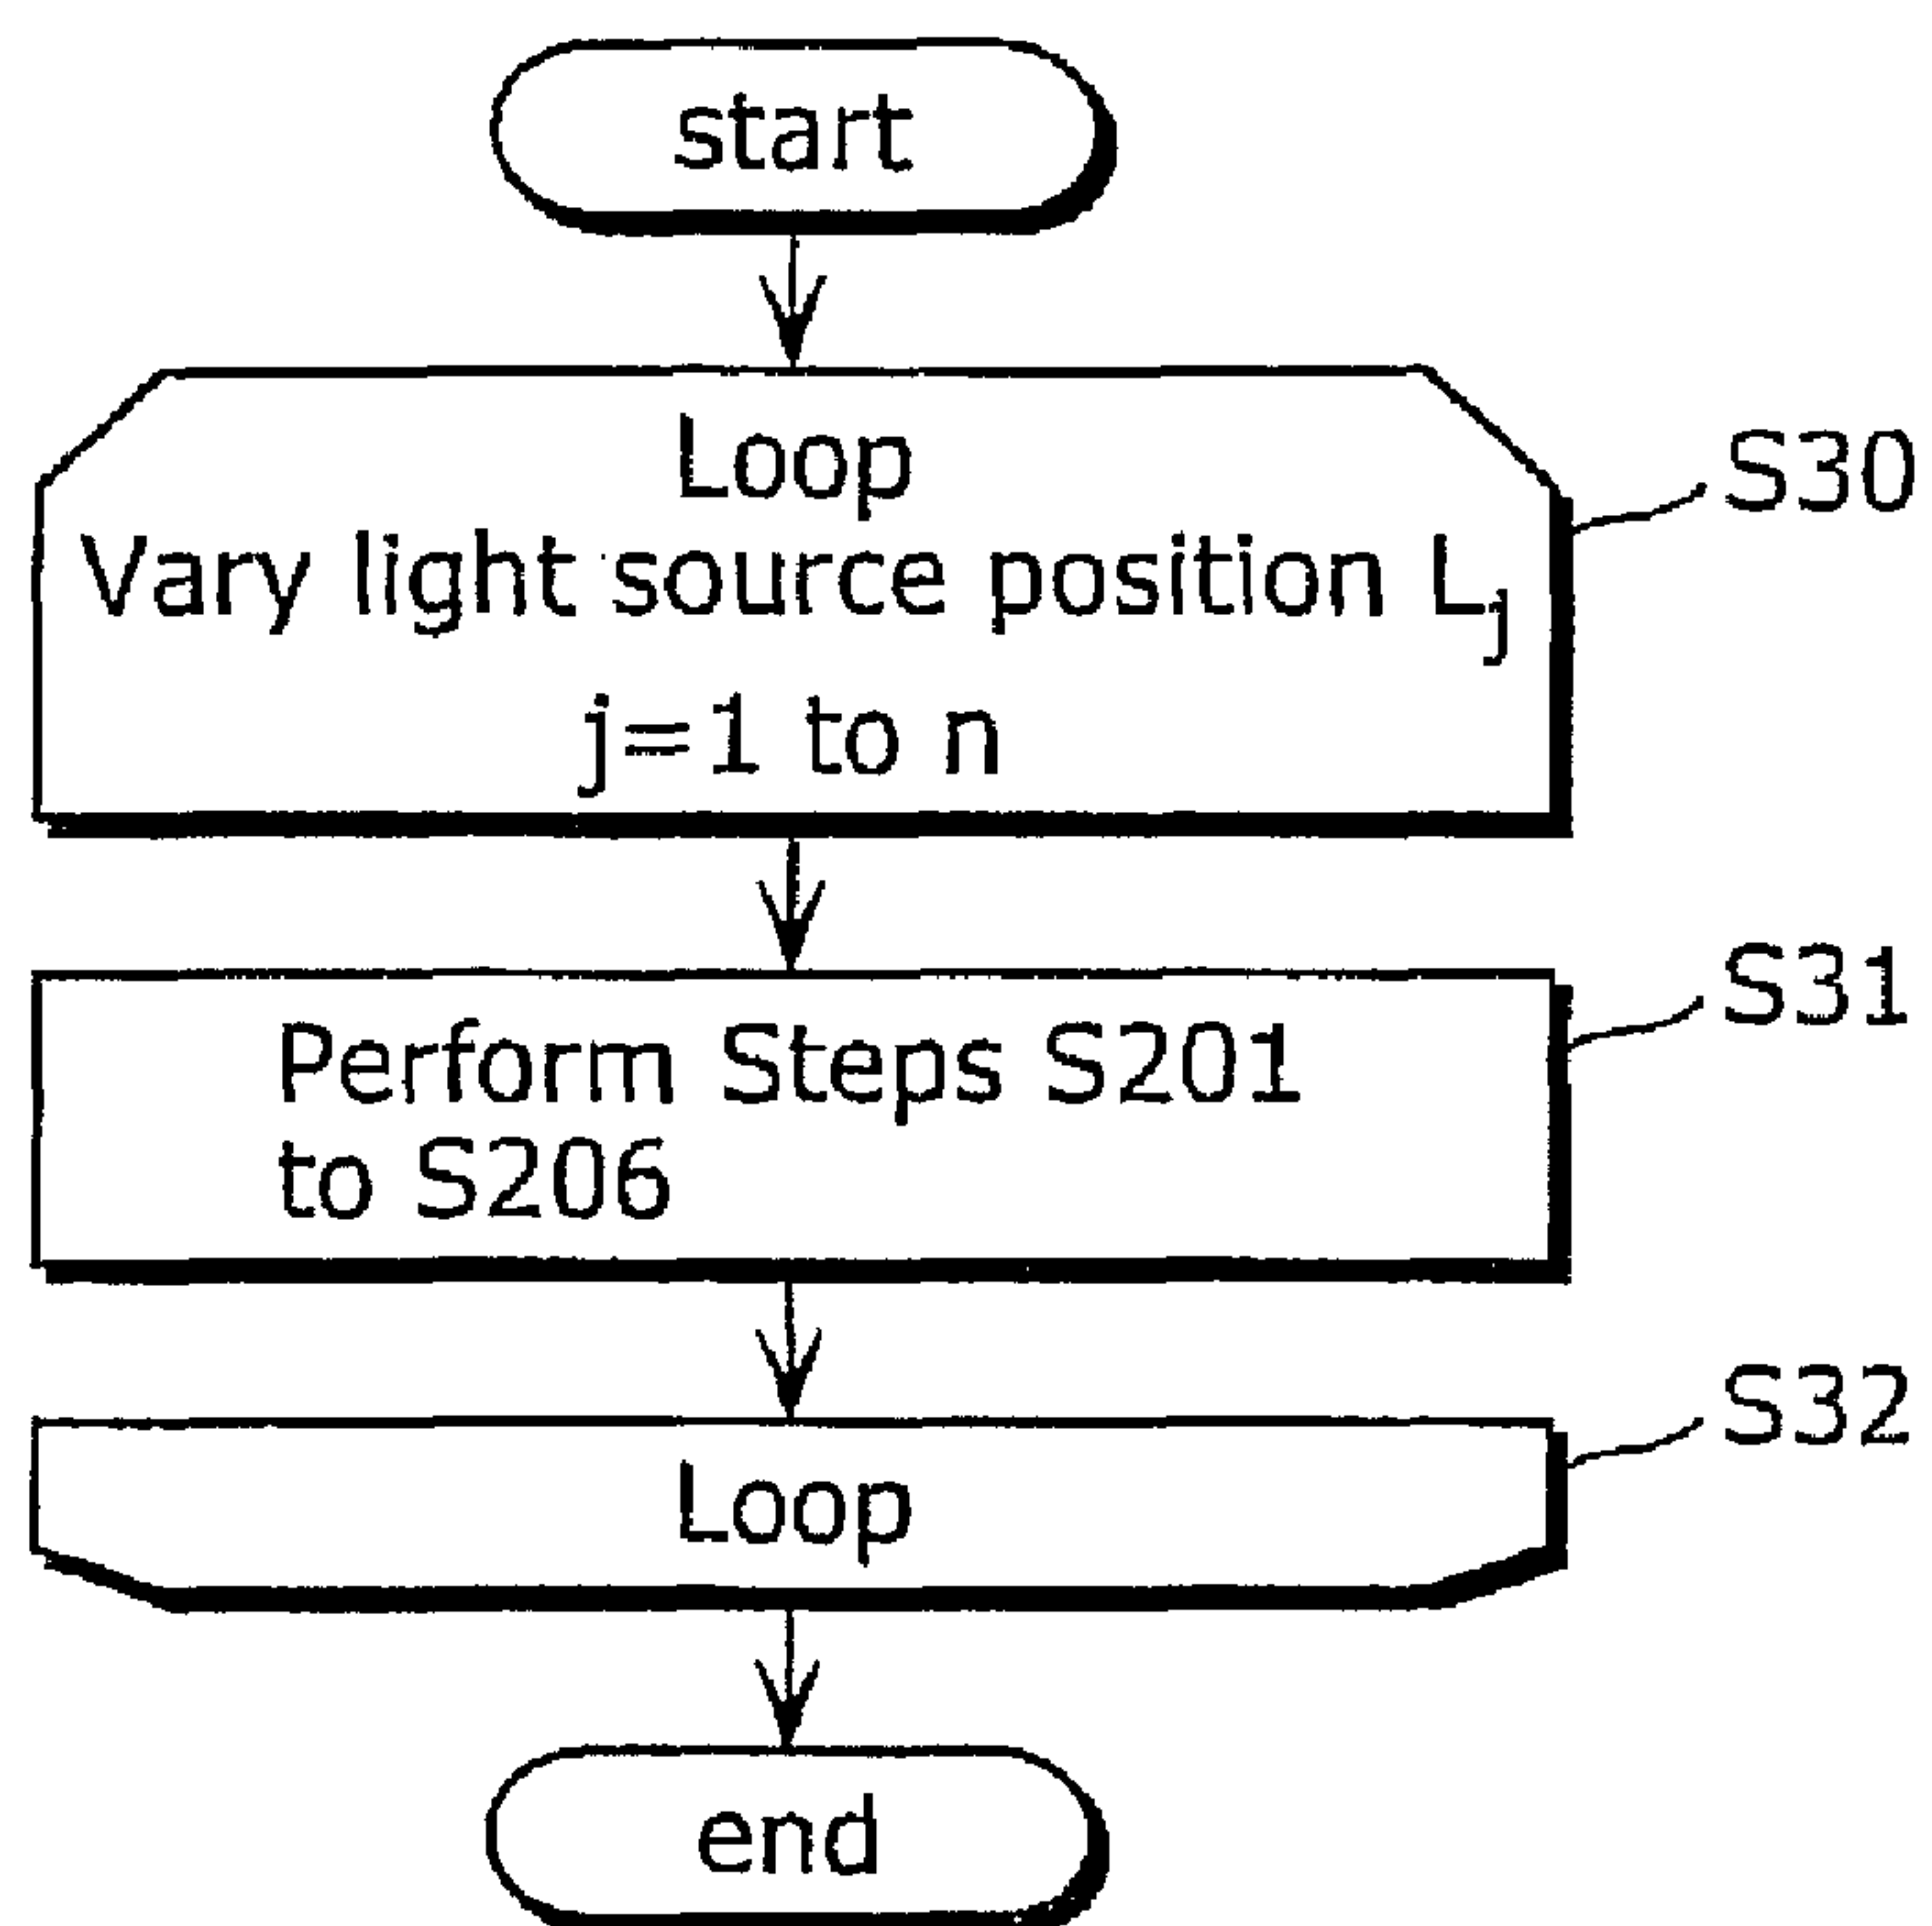 start
Loop
S30
Vary light source position Lj
j=1 to n
S31
Perform Steps S201
to S206
S32
Loop
end